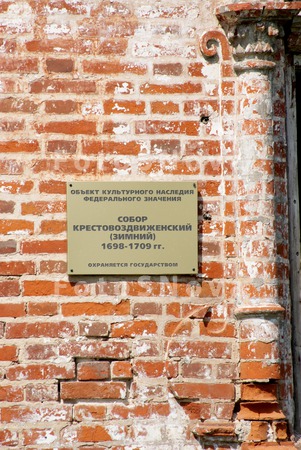 ОБЪЕКТ КУЛЬТУРНОГО НАСЛЕДИЯ
ФЕДЕРАЛЬНОГО ЗНАЧЕНИЯ
СОБОР
КРЕСТОВОЗДВИЖЕНСКИЙ
(ЗИМНИЙ)
1698-1709 гг.
ОХРАНЯЕТСЯ ГОСУДАРСТВОМ